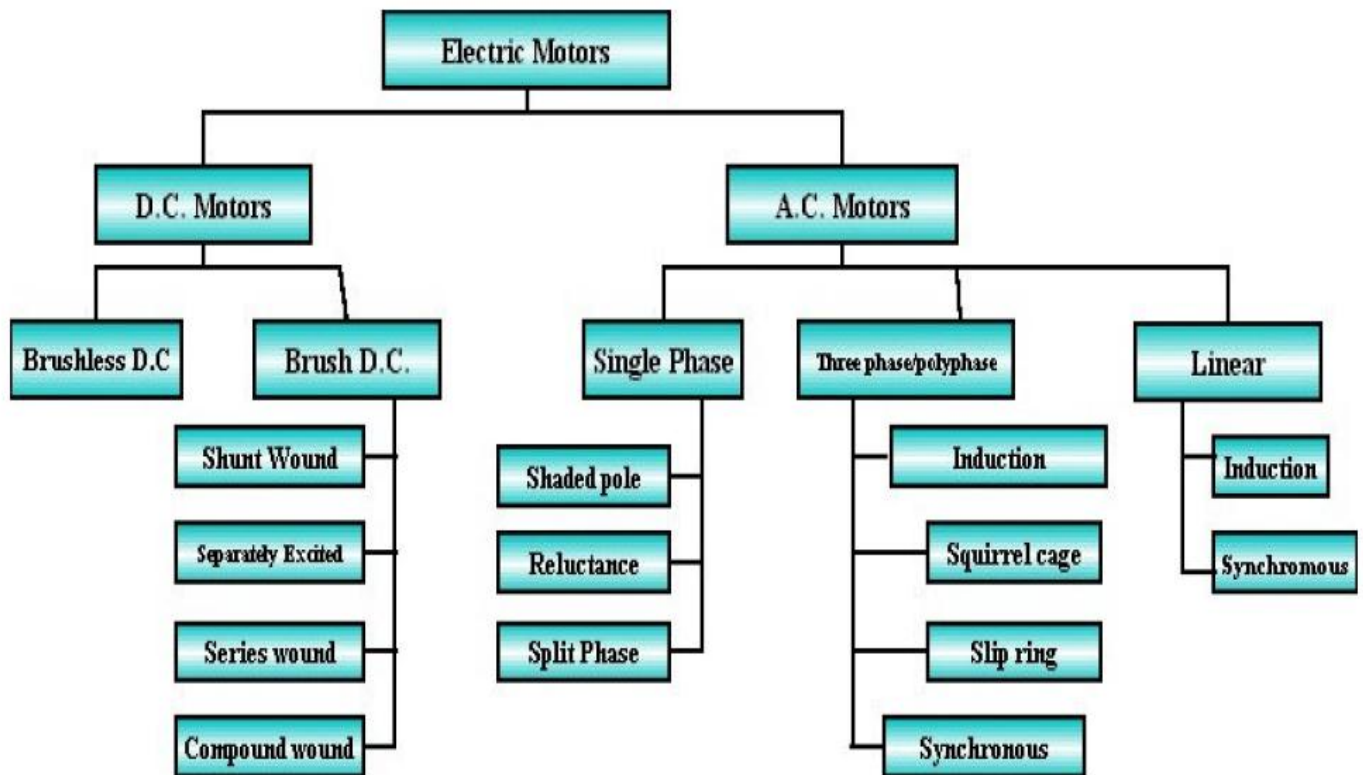 Electric Motors
D.C. Motors
A.C. Motors
Brushless D.C
Brush D.C.
Single Phase
Three phase/polyphase
Linear
Shunt Wound
Separately Excited
Series wound
Compound wound
Shaded pole
Reluctance
Split Phase
Induction
Squirrel cage
Slip ring
Synchronous
Induction
Synchromous